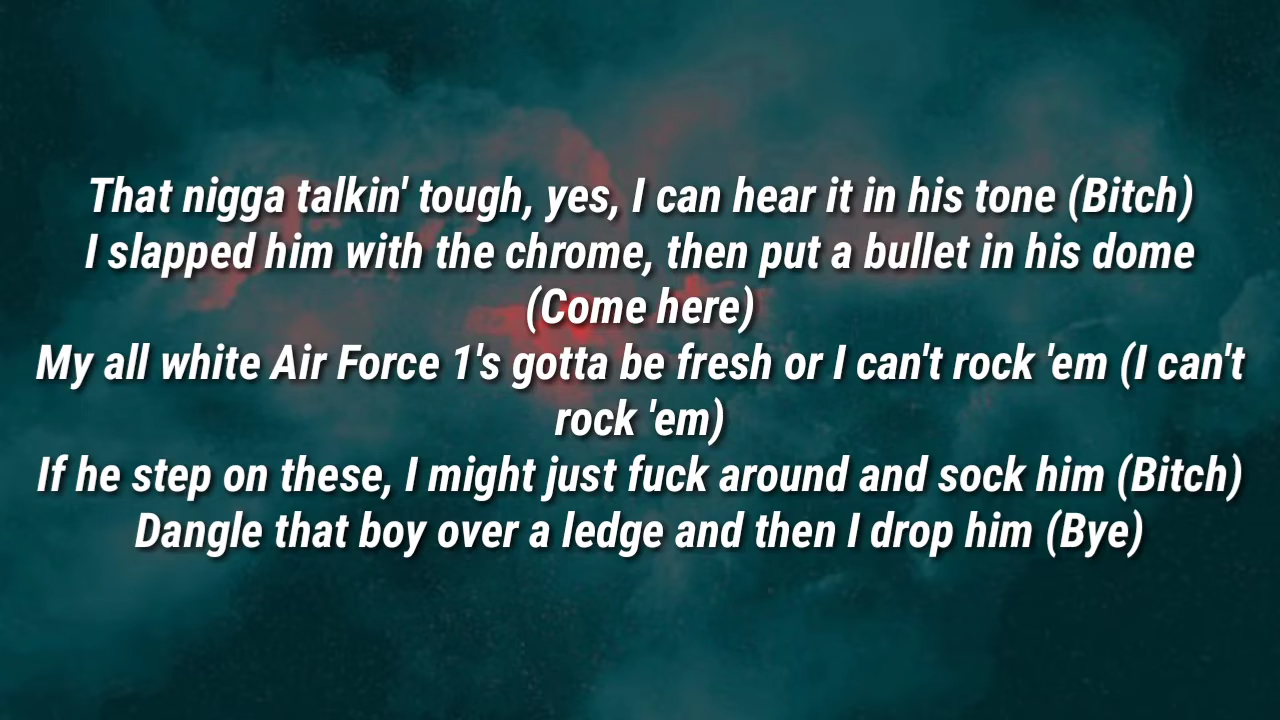 That nigga talkin' tough, yes, I can hear it in his tone (Bitch)
I slapped him with the chrome, then put a bullet in his dome
(Come here)
My all white Air Force 1's gotta be fresh or I can't rock 'em (I can't
rock 'em)
If he step on these, I might just fuck around and sock him (Bitch)
Dangle that boy over a ledge and then I drop him (Bye)